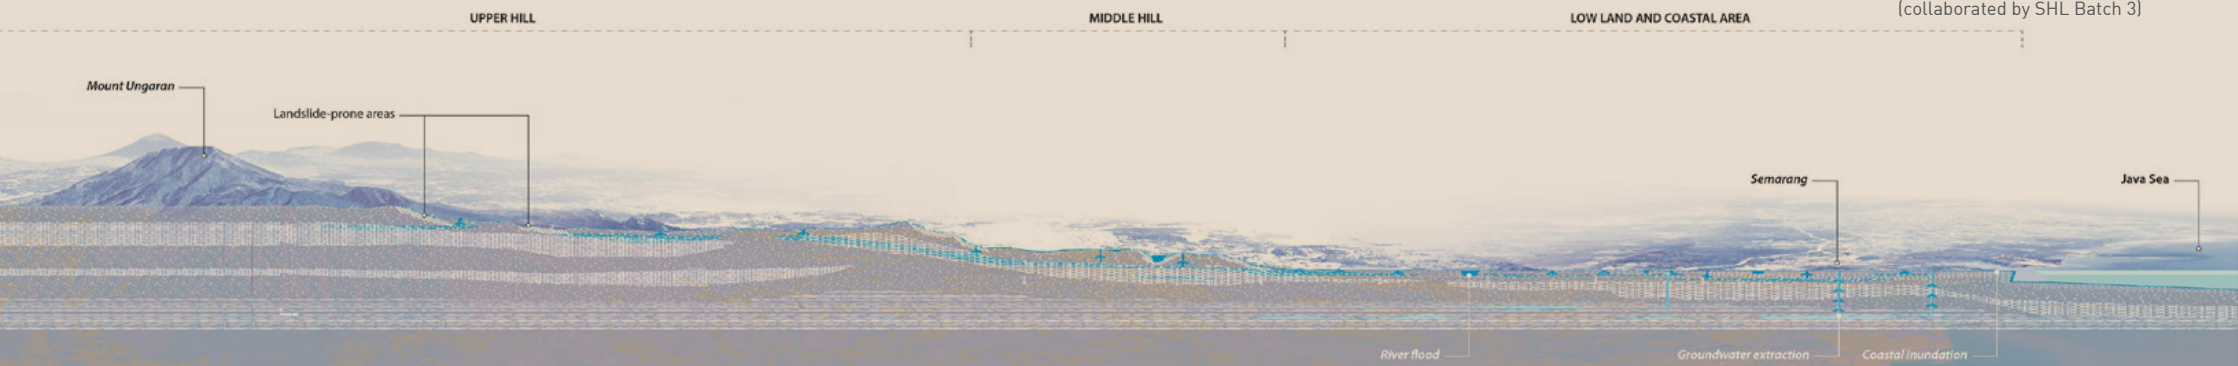 (collaborated by SHL Batch 3)
UPPER HILL
MIDDLE HILL
LOW LAND AND COASTAL AREA
Mount Ungaran
Landslide-prone areas
Semarang
Java Sea
River flood
Groundwater extraction
Coastal Inundation